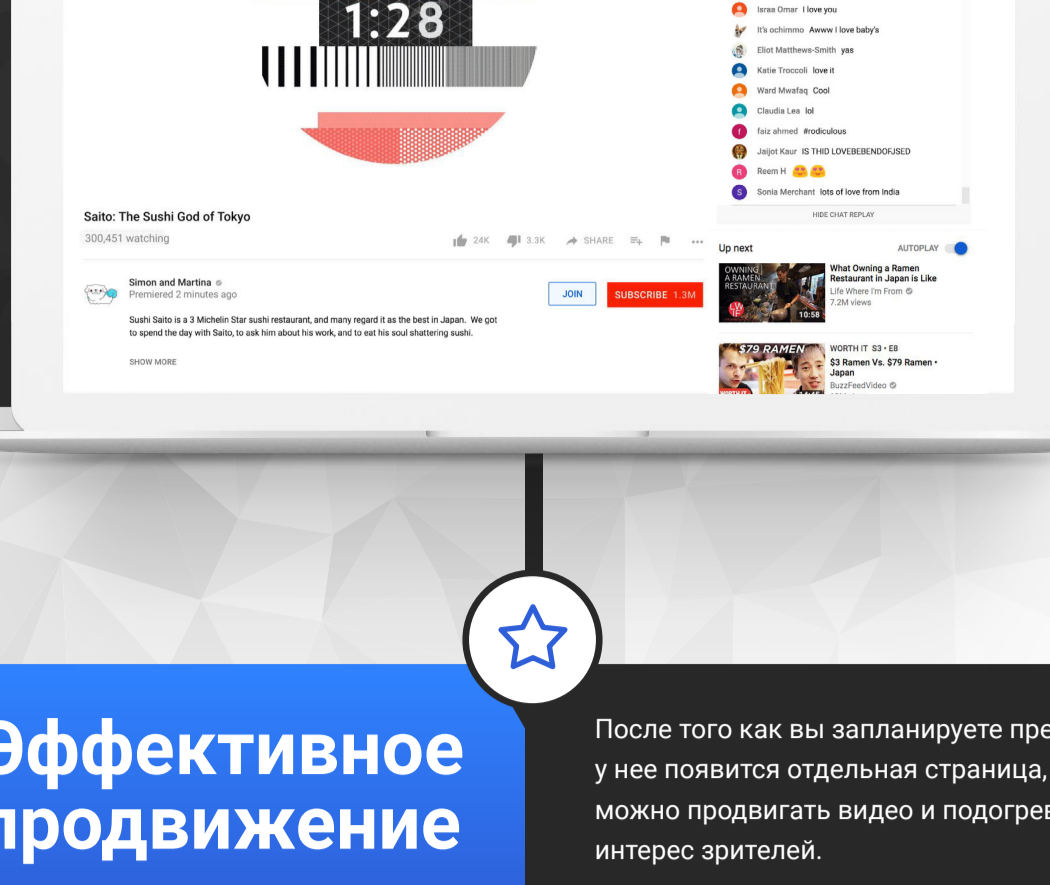 1:28
Israa Omar I love you
It's ochimmo Awww I love baby's
Eliot Matthews-Smith yas
Katie Troccoli love it
Ward Mwafaq Cool
Claudia Lea lol
f faiz ahmed #rodiculous
Jaijot Kaur IS THID LOVEBEBENDOFJSED
R Reem H 😍 😍
S Sonia Merchant lots of love from India
HIDE CHAT REPLAY
Saito: The Sushi God of Tokyo
300,451 watching
24K 3.3K SHARE
Simon and Martina
Premiered 2 minutes ago
JOIN SUBSCRIBE 1.3M
Sushi Saito is a 3 Michelin Star sushi restaurant, and many regard it as the best in Japan. We got
to spend the day with Saito, to ask him about his work, and to eat his soul shattering sushi.
SHOW MORE
Up next AUTOPLAY
OWNING
A RAMEN
RESTAURANT
10:58
What Owning a Ramen
Restaurant in Japan is Like
Life Where I'm From
7.2M views
$79 RAMEN
WORTH IT S3 • E8
$3 Ramen Vs. $79 Ramen •
Japan
BuzzFeedVideo
Эффективное
продвижение
После того как вы запланируете пре
у нее появится отдельная страница,
можно продвигать видео и подогрев
интерес зрителей.